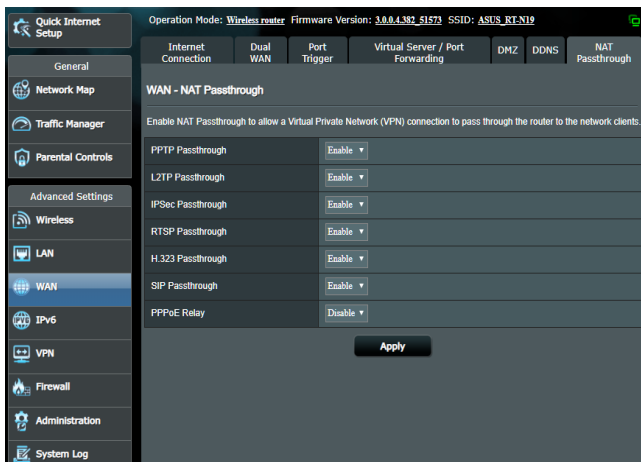 Quick Internet
Setup
Operation Mode: Wireless router Firmware Version: 3.0.0.4.382_51573 SSID: ASUS_RT-N19
Internet
Connection
Dual
WAN
Port
Trigger
Virtual Server / Port
Forwarding
DMZ
DDNS
NAT
Passthrough
General
Network Map
Traffic Manager
Parental Controls
Advanced Settings
Wireless
LAN
WAN
IPv6
VPN
Firewall
Administration
System Log
WAN - NAT Passthrough
Enable NAT Passthrough to allow a Virtual Private Network (VPN) connection to pass through the router to the network clients.
PPTP Passthrough Enable
L2TP Passthrough Enable
IPSec Passthrough Enable
RTSP Passthrough Enable
H.323 Passthrough Enable
SIP Passthrough Enable
PPPoE Relay Disable
Apply